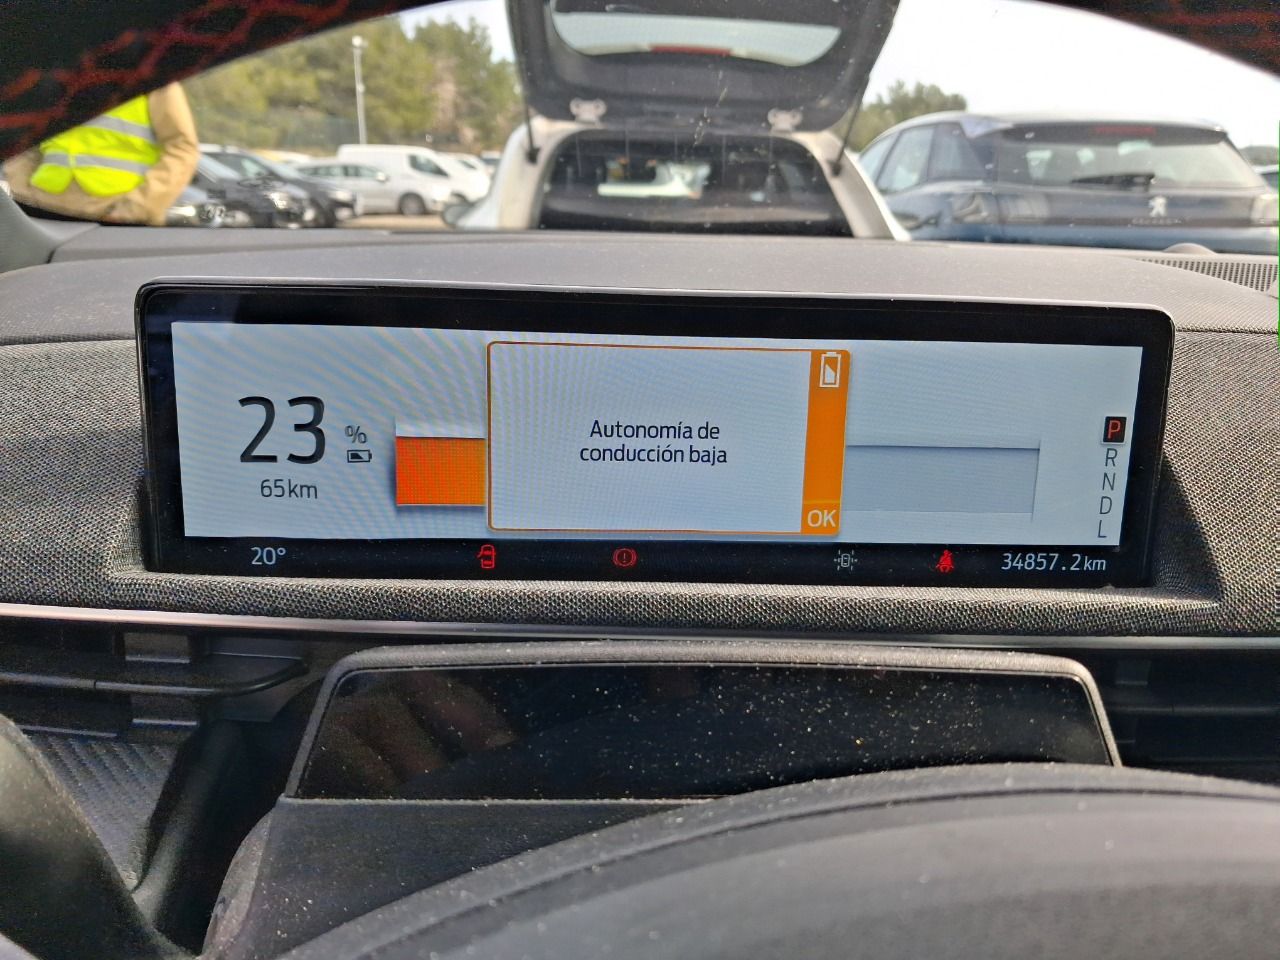 23 %
65km
Autonomía de
conducción baja
OK
P
R
N
D
L
20°
34857.2km